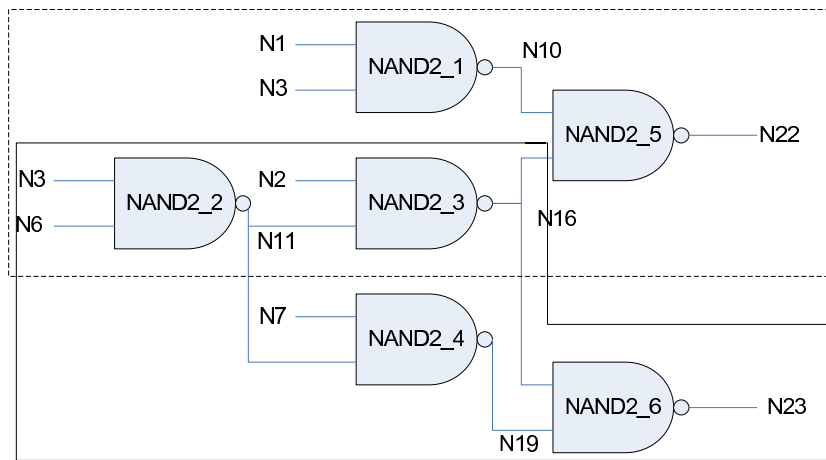 N1
N10
NAND2_1
N3
NAND2_5
N22
N3
N2
NAND2_2
NAND2_3
N6
N16
N11
N7
NAND2_4
NAND2_6
N23
N19